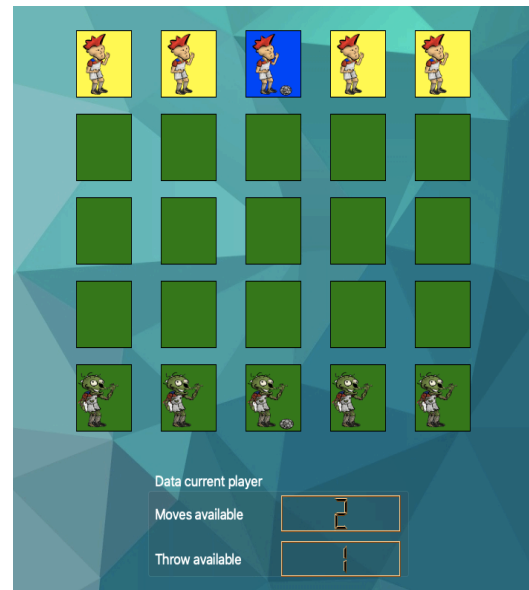 Data current player
Moves available
2
Throw available
1